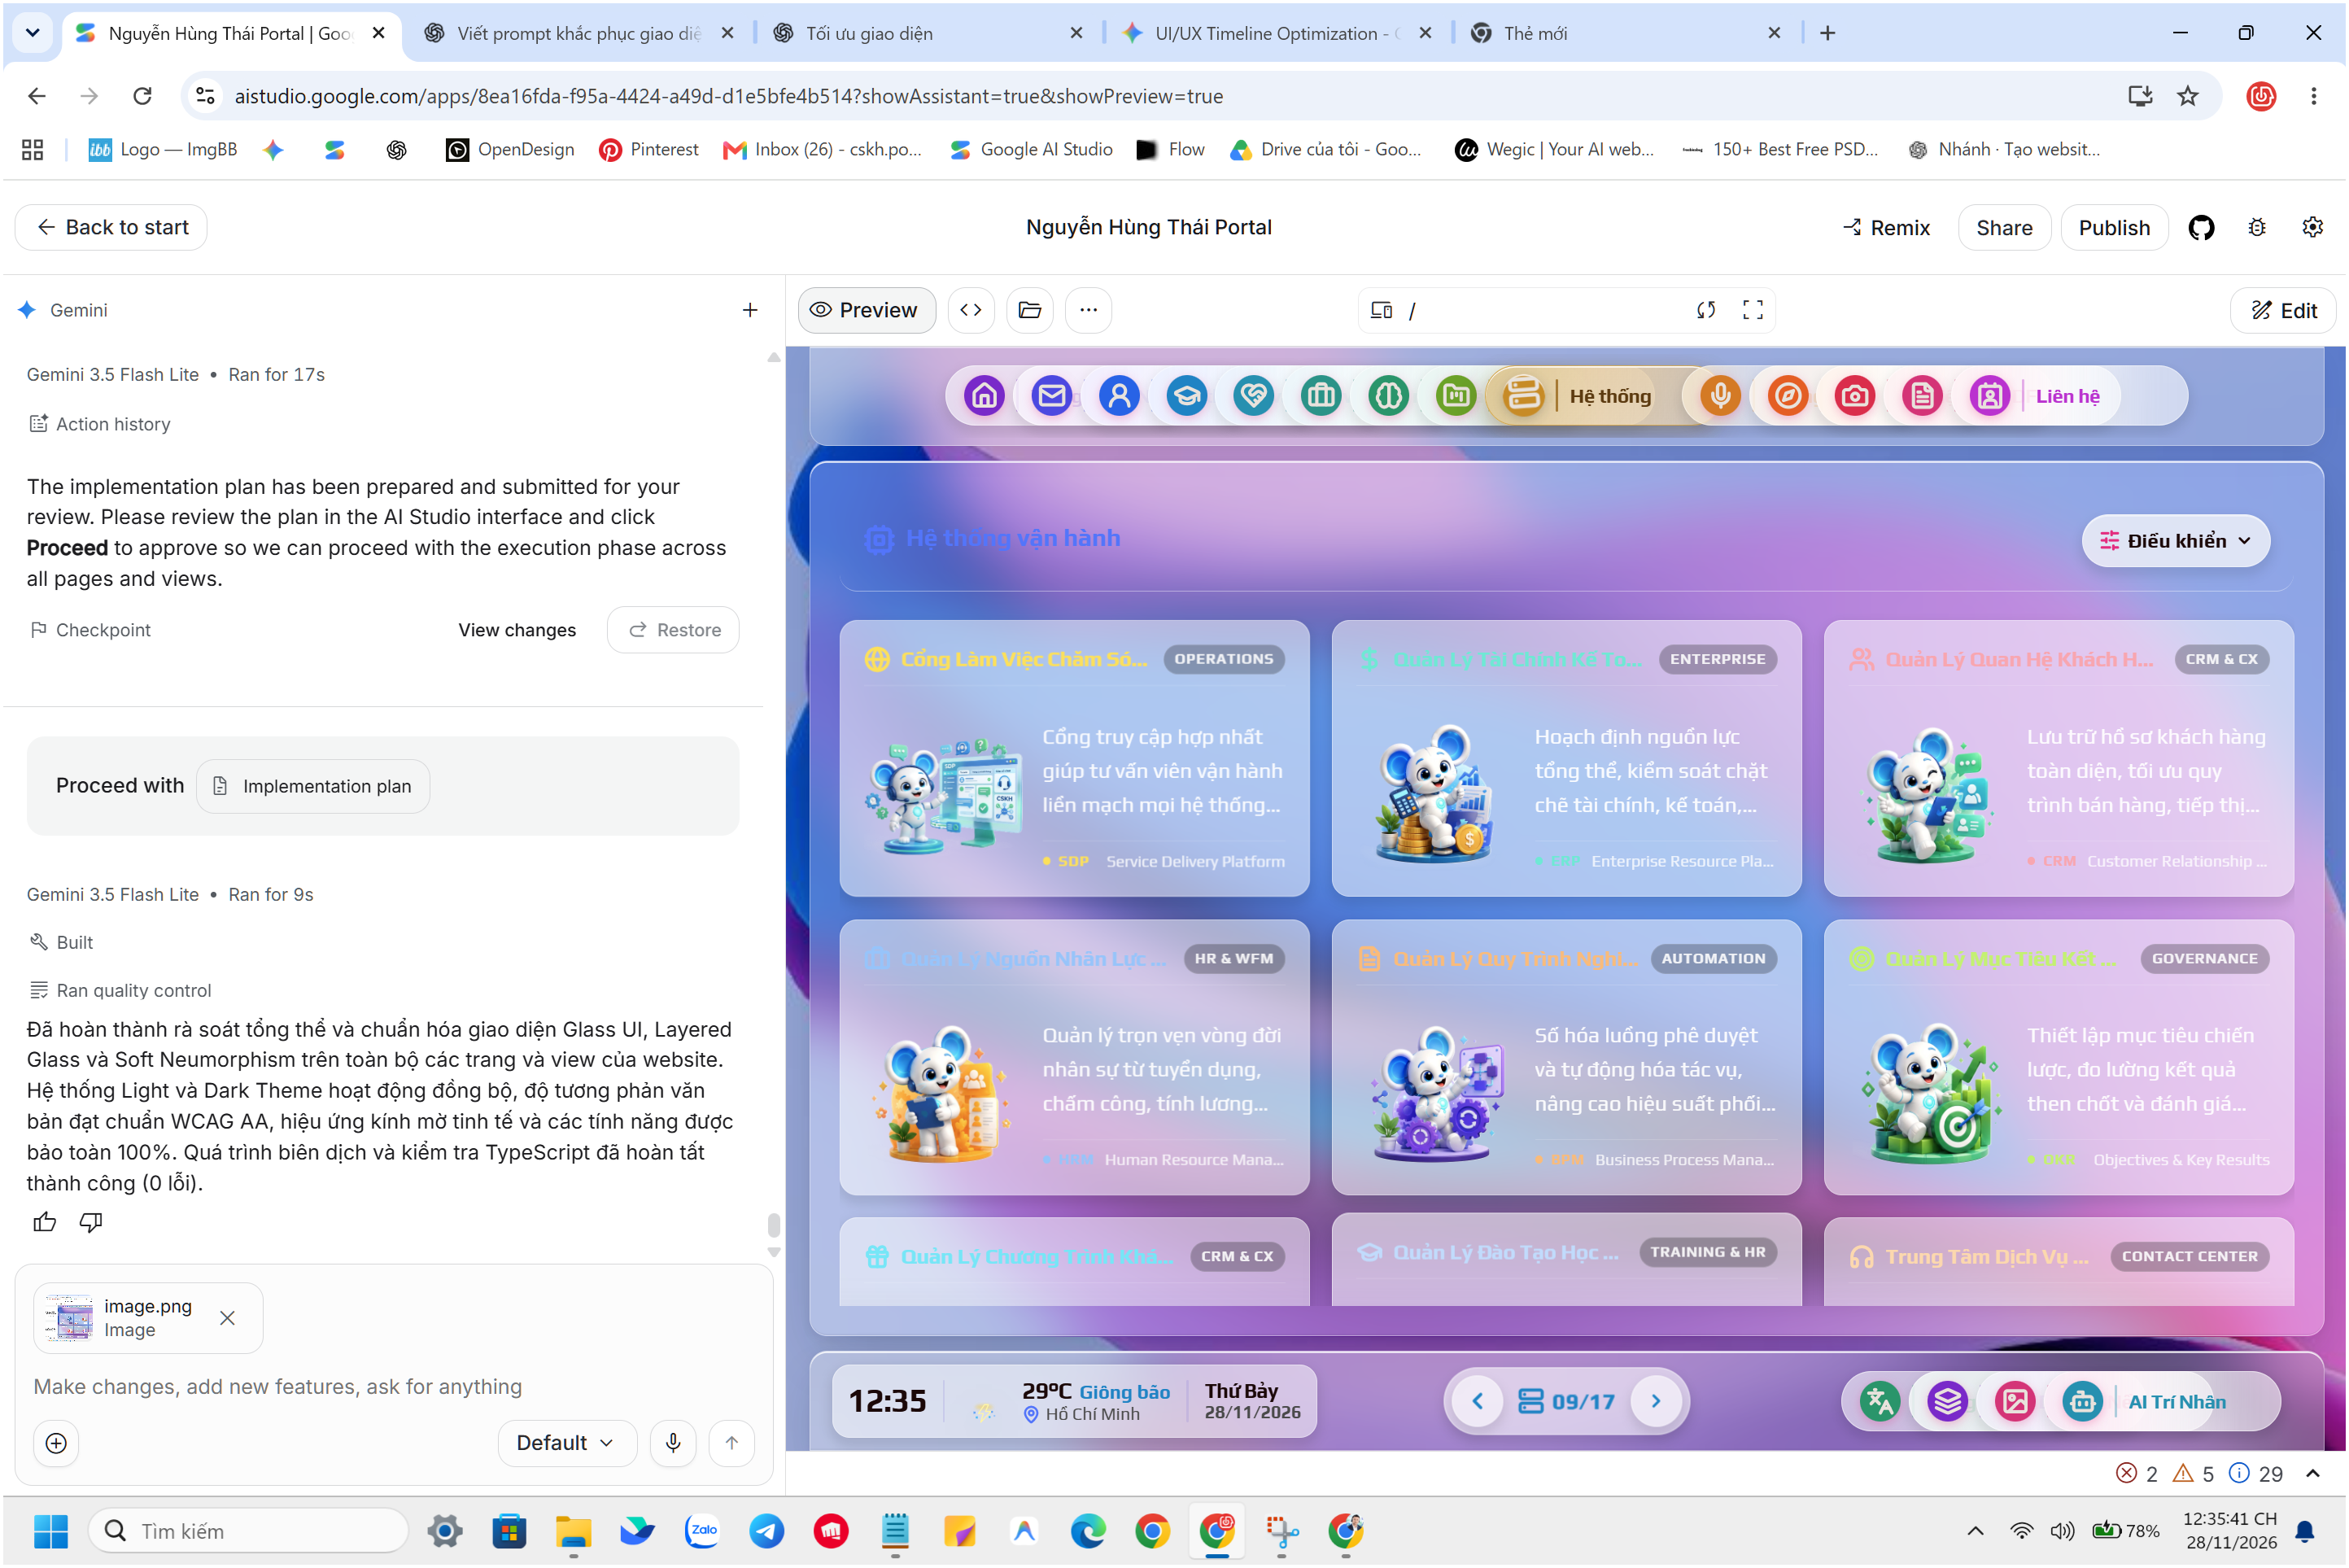 Nguyễn Hùng Thái Portal | Goo
Viết prompt khắc phục giao diệ
Tối ưu giao diện
UI/UX Timeline Optimization - G
Thẻ mới
aistudio.google.com/apps/8ea16fda-f95a-4424-a49d-d1e5bfe4b514?showAssistant=true&showPreview=true
ibb Logo — ImgBB
OpenDesign
Pinterest
Inbox (26) - cskh.po...
Google AI Studio
Flow
Drive của tôi - Goo...
Wegic | Your AI web...
150+ Best Free PSD...
Nhánh · Tạo websit...
Back to start
Nguyễn Hùng Thái Portal
Remix
Share
Publish
Gemini
Preview
/
Edit
Gemini 3.5 Flash Lite • Ran for 17s
Action history
The implementation plan has been prepared and submitted for your
review. Please review the plan in the AI Studio interface and click
Proceed to approve so we can proceed with the execution phase across
all pages and views.
Checkpoint
View changes
Restore
Proceed with
Implementation plan
Gemini 3.5 Flash Lite • Ran for 9s
Built
Ran quality control
Đã hoàn thành rà soát tổng thể và chuẩn hóa giao diện Glass UI, Layered
Glass và Soft Neumorphism trên toàn bộ các trang và view của website.
Hệ thống Light và Dark Theme hoạt động đồng bộ, độ tương phản văn
bản đạt chuẩn WCAG AA, hiệu ứng kính mờ tinh tế và các tính năng được
bảo toàn 100%. Quá trình biên dịch và kiểm tra TypeScript đã hoàn tất
thành công (0 lỗi).
image.png
Image
Make changes, add new features, ask for anything
Default
Hệ thống
Liên hệ
Hệ thống vận hành
Điều khiển
Cổng Làm Việc Chăm Só...
OPERATIONS
Cổng truy cập hợp nhất
giúp tư vấn viên vận hành
liền mạch mọi hệ thống...
SDP
Service Delivery Platform
Quản Lý Tài Chính Kế To...
ENTERPRISE
Hoạch định nguồn lực
tổng thể, kiểm soát chặt
chẽ tài chính, kế toán,...
ERP
Enterprise Resource Pla...
Quản Lý Quan Hệ Khách H...
CRM & CX
Lưu trữ hồ sơ khách hàng
toàn diện, tối ưu quy
trình bán hàng, tiếp thị...
CRM
Customer Relationship ...
Quản Lý Nguồn Nhân Lực ...
HR & WFM
Quản lý trọn vẹn vòng đời
nhân sự từ tuyển dụng,
chấm công, tính lương...
HRM
Human Resource Mana...
Quản Lý Quy Trình Nghi...
AUTOMATION
Số hóa luồng phê duyệt
và tự động hóa tác vụ,
nâng cao hiệu suất phối...
BPM
Business Process Mana...
Quản Lý Mục Tiêu Kết ...
GOVERNANCE
Thiết lập mục tiêu chiến
lược, đo lường kết quả
then chốt và đánh giá...
OKR
Objectives & Key Results
Quản Lý Chương Trình Khá...
CRM & CX
Quản Lý Đào Tạo Học ...
TRAINING & HR
Trung Tâm Dịch Vụ ...
CONTACT CENTER
12:35
29°C Giông bão
Hồ Chí Minh
Thứ Bảy
28/11/2026
09/17
AI Trí Nhân
2
5
29
Tìm kiếm
Zalo
78%
12:35:41 CH
28/11/2026